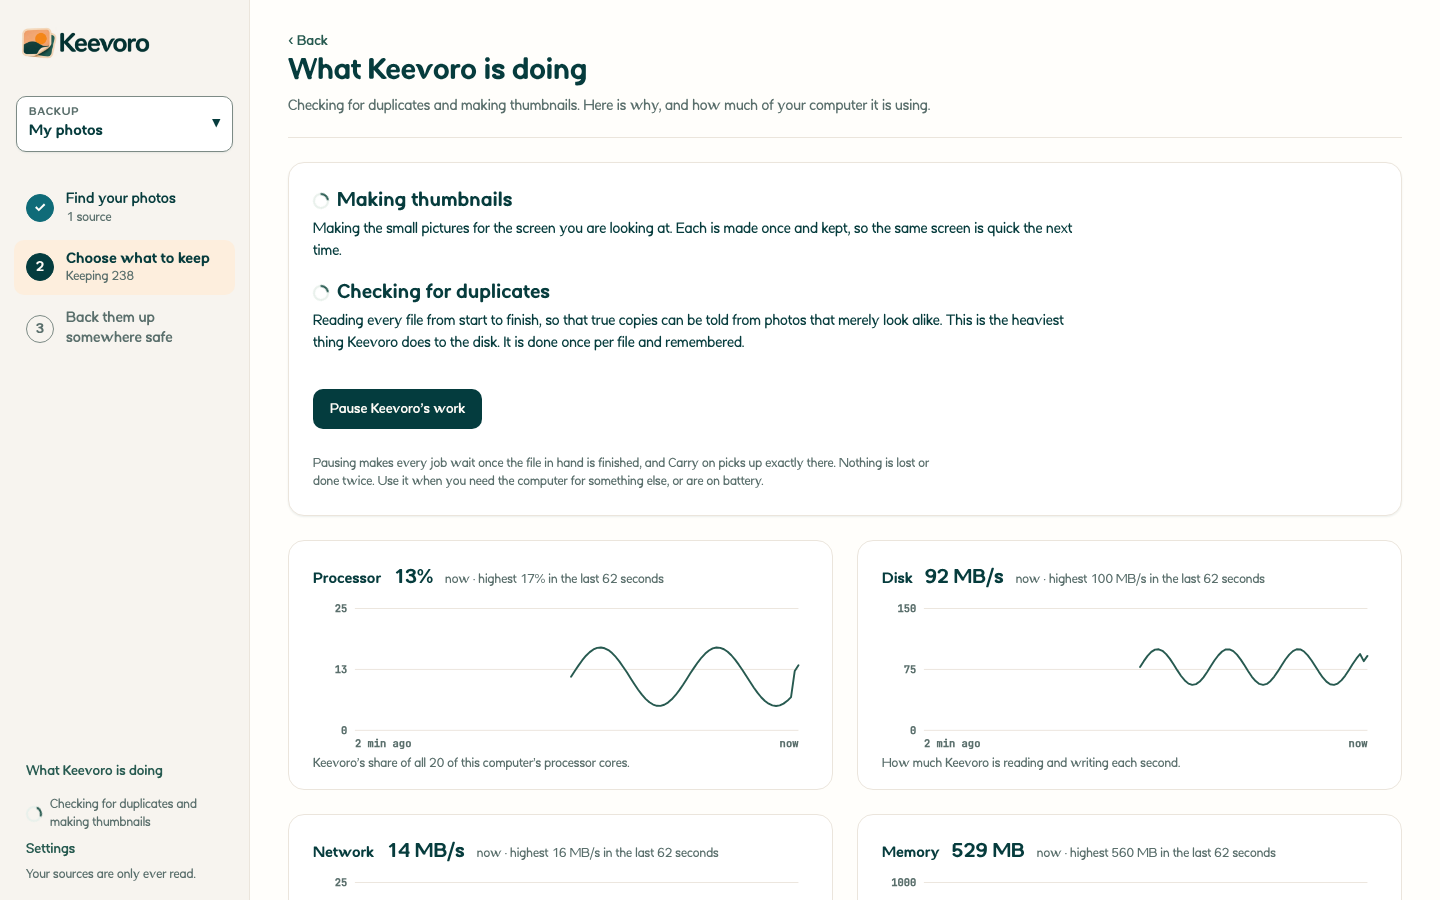 Keevoro
BACKUP
My photos
▼
Find your photos
1 source
2
Choose what to keep
Keeping 238
3
Back them up
somewhere safe
What Keevoro is doing
Checking for duplicates and
making thumbnails
Settings
Your sources are only ever read.
‹ Back
What Keevoro is doing
Checking for duplicates and making thumbnails. Here is why, and how much of your computer it is using.
Making thumbnails
Making the small pictures for the screen you are looking at. Each is made once and kept, so the same screen is quick the next
time.
Checking for duplicates
Reading every file from start to finish, so that true copies can be told from photos that merely look alike. This is the heaviest
thing Keevoro does to the disk. It is done once per file and remembered.
Pause Keevoro's work
Pausing makes every job wait once the file in hand is finished, and Carry on picks up exactly there. Nothing is lost or
done twice. Use it when you need the computer for something else, or are on battery.
Processor 13% now · highest 17% in the last 62 seconds
25
13
0
2 min ago now
Keevoro's share of all 20 of this computer's processor cores.
Disk 92 MB/s now · highest 100 MB/s in the last 62 seconds
150
75
0
2 min ago now
How much Keevoro is reading and writing each second.
Network 14 MB/s now · highest 16 MB/s in the last 62 seconds
25
Memory 529 MB now · highest 560 MB in the last 62 seconds
1000